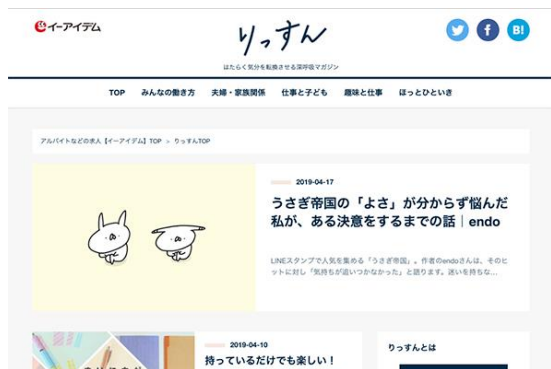 イーアイデム
りっすん
はたらく気分を転換させる深呼吸マガジン
B!
TOP みんなの働き方 夫婦・家族関係 仕事と子ども 趣味と仕事 ほっとひといき
アルバイトなどの求人【イーアイデム】TOP > りっすんTOP
2019-04-17
うさぎ帝国の「よさ」が分からず悩んだ
私が、ある決意をするまでの話｜endo
LINEスタンプで人気を集める「うさぎ帝国」。作者のendoさんは、そのヒ
ットに対し「気持ちが追いつかなかった」と語ります。迷いを持ちな...
2019-04-10
持っているだけでも楽しい！
りっすんとは